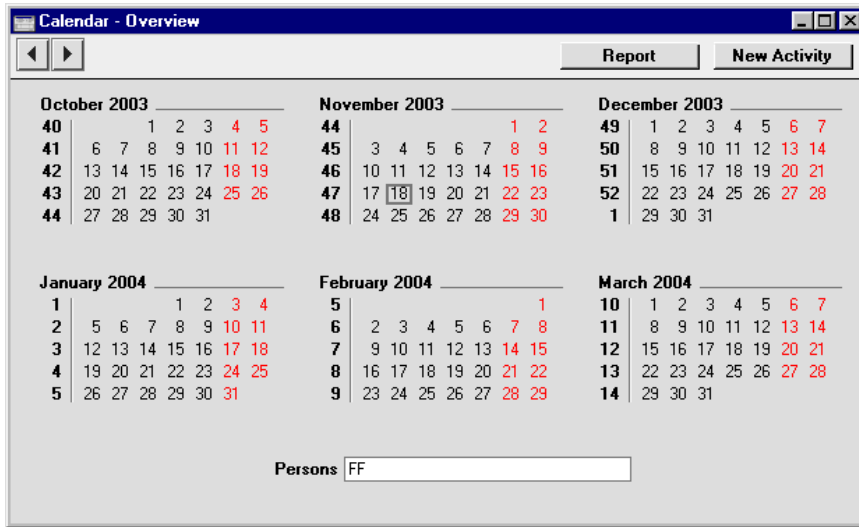 Calendar - Overview
Report New Activity
October 2003 November 2003 December 2003
40 1 2 3 4 5 44 1 2 49 1 2 3 4 5 6 7
41 6 7 8 9 10 11 12 45 3 4 5 6 7 8 9 50 8 9 10 11 12 13 14
42 13 14 15 16 17 18 19 46 10 11 12 13 14 15 16 51 15 16 17 18 19 20 21
43 20 21 22 23 24 25 26 47 17 18 19 20 21 22 23 52 22 23 24 25 26 27 28
44 27 28 29 30 31 48 24 25 26 27 28 29 30 1 29 30 31
January 2004 February 2004 March 2004
1 1 2 3 4 5 1 10 1 2 3 4 5 6 7
2 5 6 7 8 9 10 11 6 2 3 4 5 6 7 8 11 8 9 10 11 12 13 14
3 12 13 14 15 16 17 18 7 9 10 11 12 13 14 15 12 15 16 17 18 19 20 21
4 19 20 21 22 23 24 25 8 16 17 18 19 20 21 22 13 22 23 24 25 26 27 28
5 26 27 28 29 30 31 9 23 24 25 26 27 28 29 14 29 30 31
Persons FF